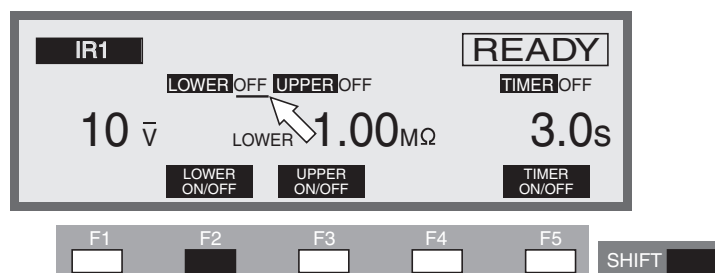 IR1 READY
LOWER OFF UPPER OFF TIMER OFF
10 V LOWER 1.00MΩ 3.0s
LOWER ON/OFF UPPER ON/OFF TIMER ON/OFF
F1 F2 F3 F4 F5
SHIFT